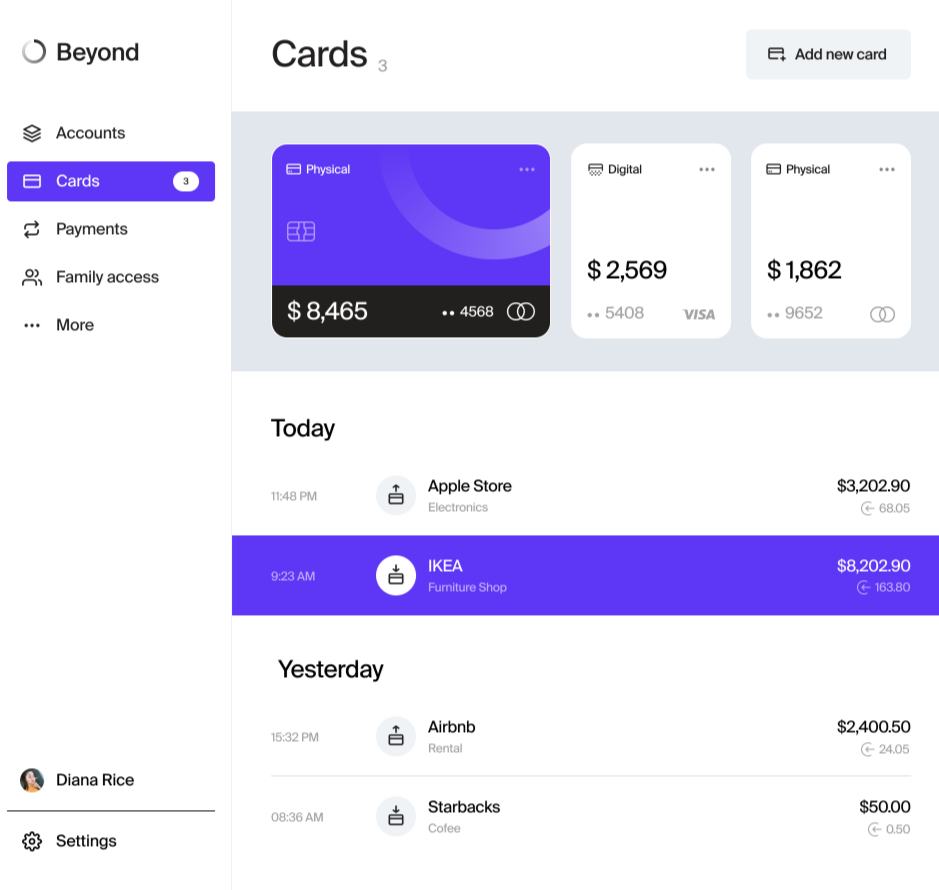 Beyond
Accounts
Cards 3
Payments
Family access
More
Diana Rice
Settings
Cards 3
Add new card
Physical
$ 8,465 •• 4568
Digital
$ 2,569
•• 5408 VISA
Physical
$ 1,862
•• 9652
Today
11:48 PM Apple Store $3,202.90
Electronics 68.05
9:23 AM IKEA $8,202.90
Furniture Shop 163.80
Yesterday
15:32 PM Airbnb $2,400.50
Rental 24.05
08:36 AM Starbacks $50.00
Cofee 0.50